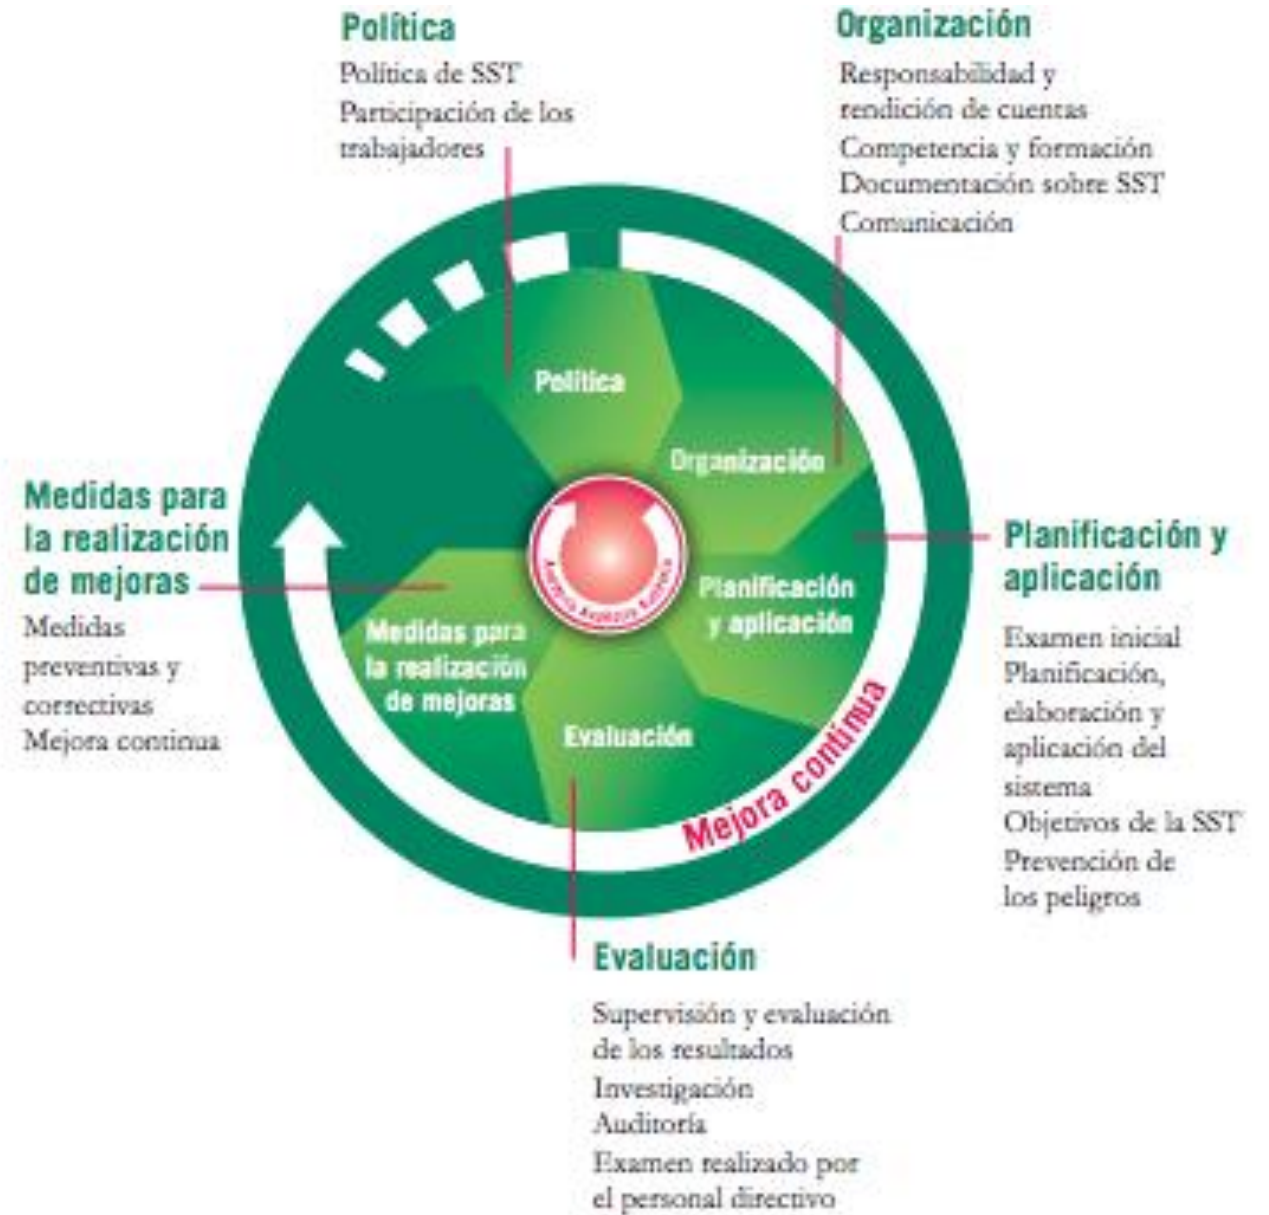 Política
Política de SST
Participación de los
trabajadores
Organización
Responsabilidad y
rendición de cuentas
Competencia y formación
Documentación sobre SST
Comunicación
Política
Organización
Planificación
y aplicación
Evaluación
Medidas para
la realización
de mejoras
Mejora continua
Medidas para
la realización
de mejoras
Medidas
preventivas y
correctivas
Mejora continua
Planificación y
aplicación
Examen inicial
Planificación,
elaboración y
aplicación del
sistema
Objetivos de la SST
Prevención de
los peligros
Evaluación
Supervisión y evaluación
de los resultados
Investigación
Auditoría
Examen realizado por
el personal directivo